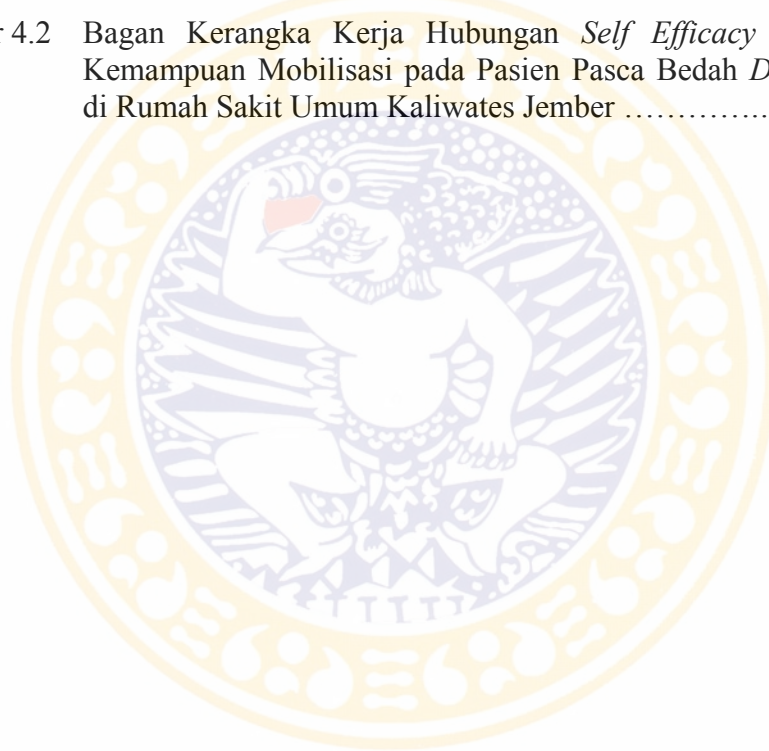 r 4.2 Bagan Kerangka Kerja Hubungan Self Efficacy
Kemampuan Mobilisasi pada Pasien Pasca Bedah D
di Rumah Sakit Umum Kaliwates Jember …………..